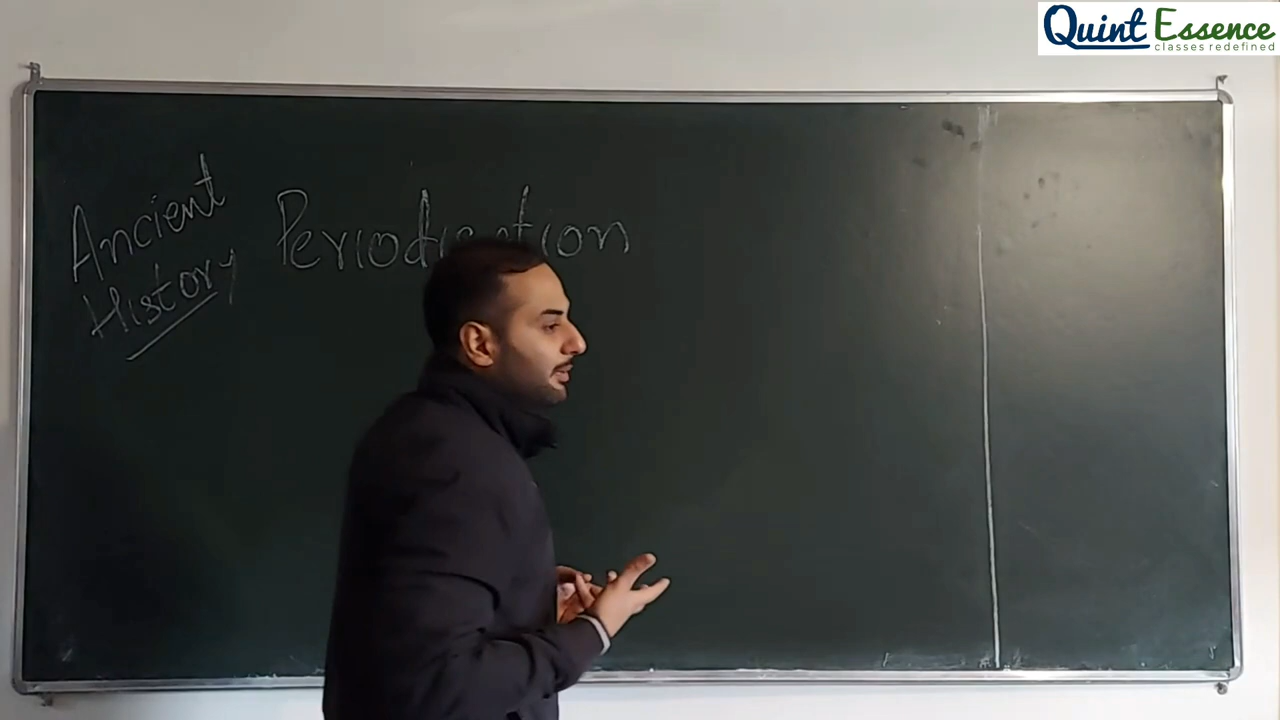 Quint Essence
classes redefined
Ancient
History